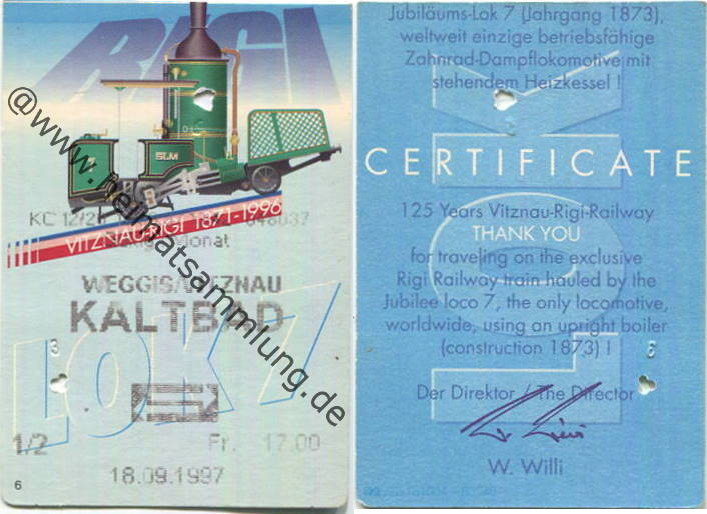 RIGI
SLM
@www.heimatsammlung.de
VITZNAU-RIGI 1871-1996
KC 12/2 048037
Monat
WEGGIS/VITZNAU
KALTBAD
LOK 7
3
1/2 Fr. 17.00
18.09.1997
6
Jubiläums-Lok 7 (Jahrgang 1873),
weltweit einzige betriebsfähige
Zahnrad-Dampflokomotive mit
stehendem Heizkessel !
CERTIFICATE
125 Years Vitznau-Rigi-Railway
THANK YOU
for traveling on the exclusive
Rigi Railway train hauled by the
Jubilee loco 7, the only locomotive,
worldwide, using an upright boiler
(construction 1873) !
Der Direktor / The Director
W. Willi